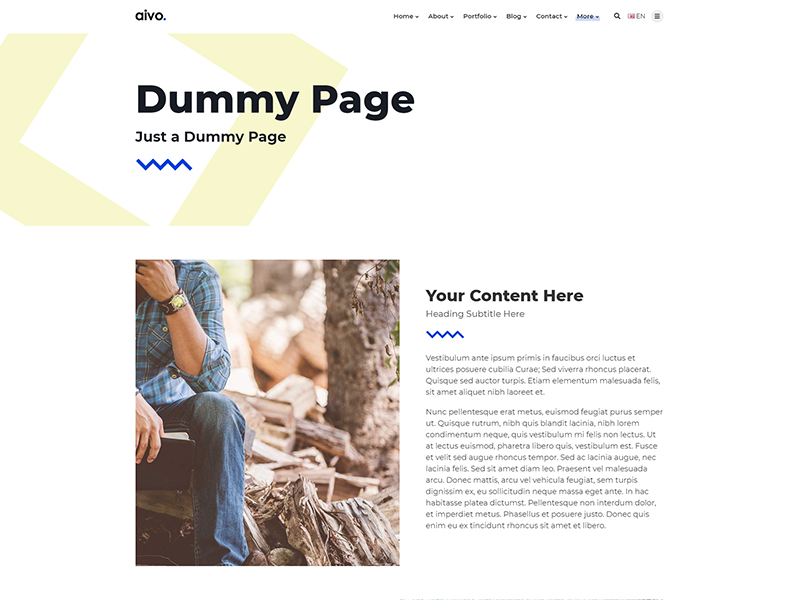 aivo.
Home About Portfolio Blog Contact More EN
Dummy Page
Just a Dummy Page
Your Content Here
Heading Subtitle Here
Vestibulum ante ipsum primis in faucibus orci luctus et
ultrices posuere cubilia Curae; Sed viverra rhoncus placerat.
Quisque sed auctor turpis. Etiam elementum malesuada felis,
sit amet aliquet nibh laoreet et.
Nunc pellentesque erat metus, euismod feugiat purus semper
ut. Quisque rutrum, nibh quis blandit lacinia, nibh lorem
condimentum neque, quis vestibulum mi felis non lectus. Ut
at lectus euismod, pharetra libero quis, vestibulum est. Fusce
et velit sed augue rhoncus tempor. Sed ac lacinia augue, nec
lacinia felis. Sed sit amet diam leo. Praesent vel malesuada
arcu. Donec mattis, arcu vel vehicula feugiat, sem turpis
dignissim ex, eu sollicitudin neque massa eget ante. In hac
habitasse platea dictumst. Pellentesque non interdum dolor,
et imperdiet metus. Phasellus et posuere justo. Donec quis
enim eu ex tincidunt rhoncus sit amet et libero.